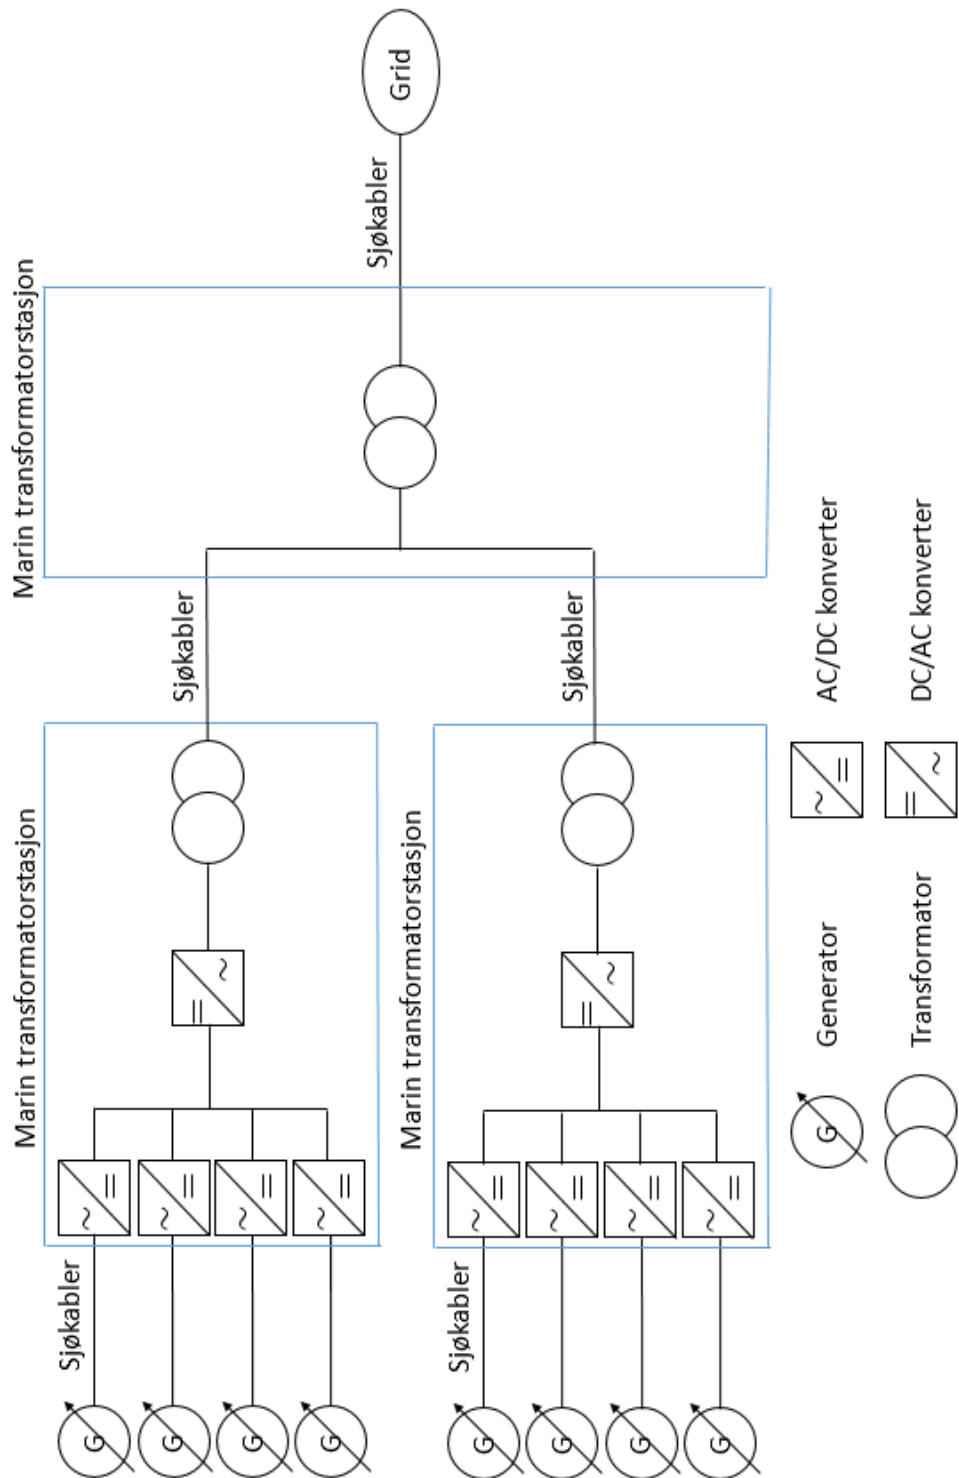 Grid
Sjøkabler
Marin transformatorstasjon
Sjøkabler
Sjøkabler
Marin transformatorstasjon
Marin transformatorstasjon
~
=
~
=
~ =
~ =
~ =
~ =
~ =
~ =
~ =
~ =
Sjøkabler
Sjøkabler
G
G
G
G
G
G
G
G
G
Generator
~
=
AC/DC konverter
Transformator
=
~
DC/AC konverter